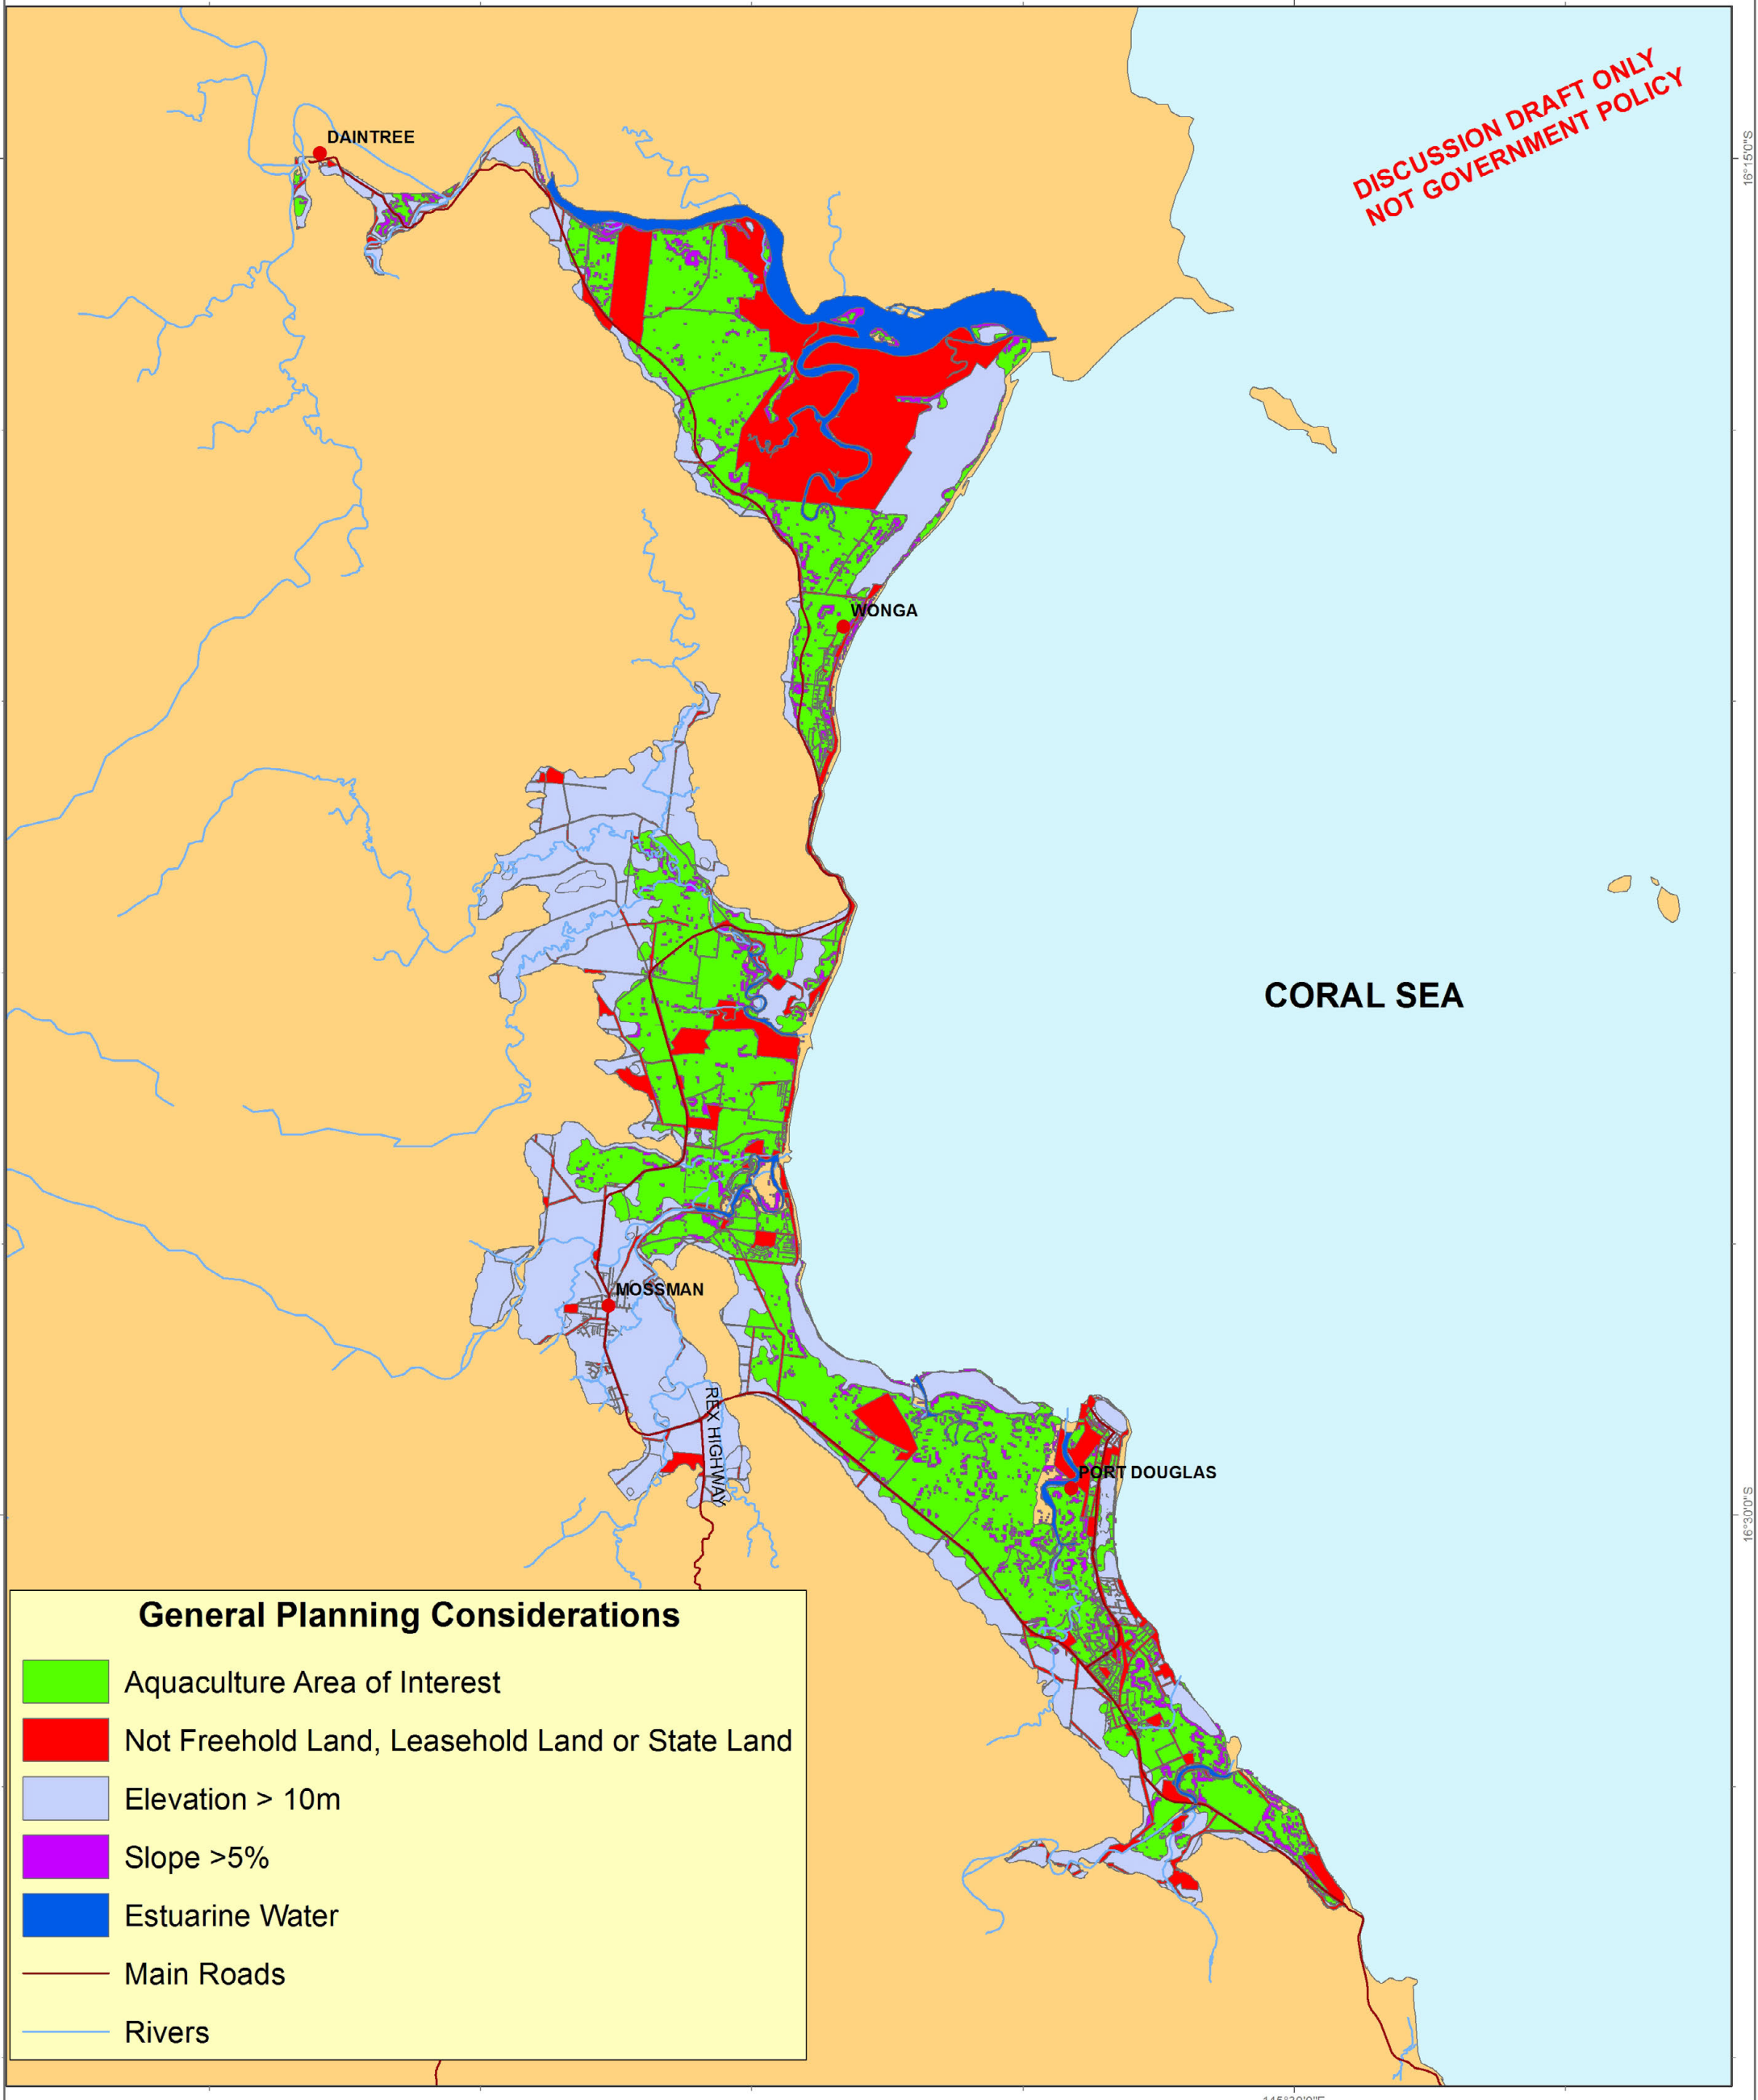 DISCUSSION DRAFT ONLY
NOT GOVERNMENT POLICY
DAINTREE
16°15'0"S
WONGA
CORAL SEA
MOSSMAN
REX HIGHWAY
PORT DOUGLAS
16°30'0"S
General Planning Considerations
Aquaculture Area of Interest
Not Freehold Land, Leasehold Land or State Land
Elevation > 10m
Slope >5%
Estuarine Water
Main Roads
Rivers